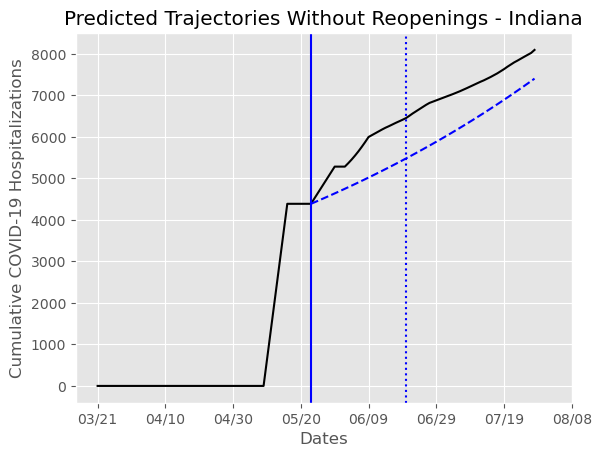 Predicted Trajectories Without Reopenings - Indiana
Cumulative COVID-19 Hospitalizations
8000
7000
6000
5000
4000
3000
2000
1000
0
03/21 04/10 04/30 05/20 06/09 06/29 07/19 08/08
Dates